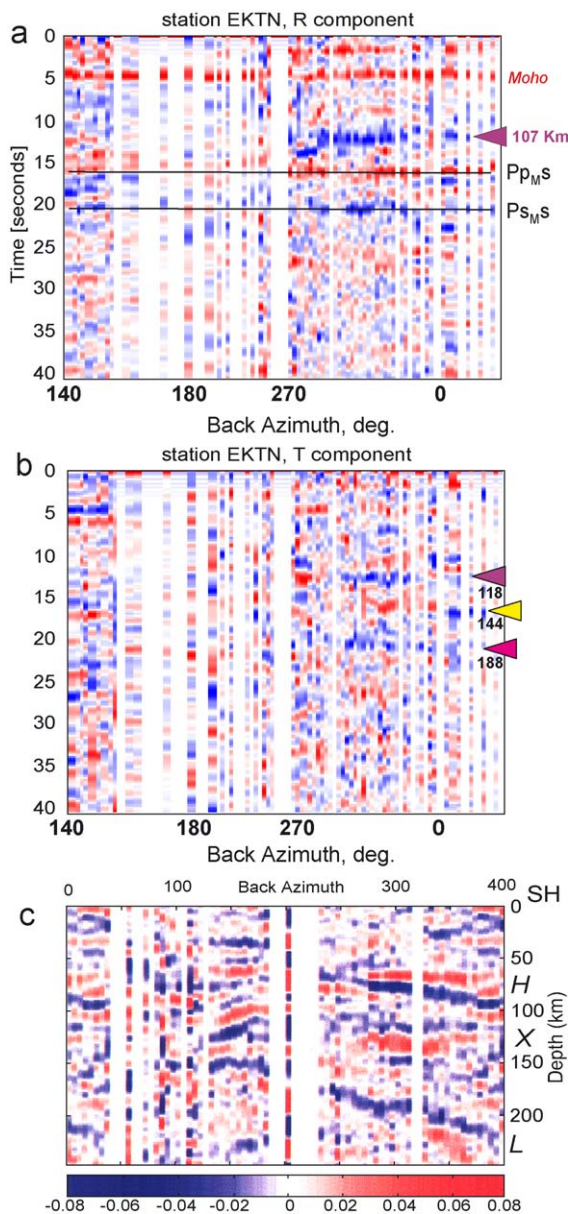 a
station EKTN, R component
0
5
10
15
20
25
30
35
40
Time [seconds]
Moho
107 Km
PpMs
PsMs
140 180 270 0
Back Azimuth, deg.
b
station EKTN, T component
0
5
10
15
20
25
30
35
40
118
144
188
140 180 270 0
Back Azimuth, deg.
c
0 100 Back Azimuth 300 400 SH
0
50
100
150
200
H
X
L
Depth (km)
-0.08 -0.06 -0.04 -0.02 0 0.02 0.04 0.06 0.08